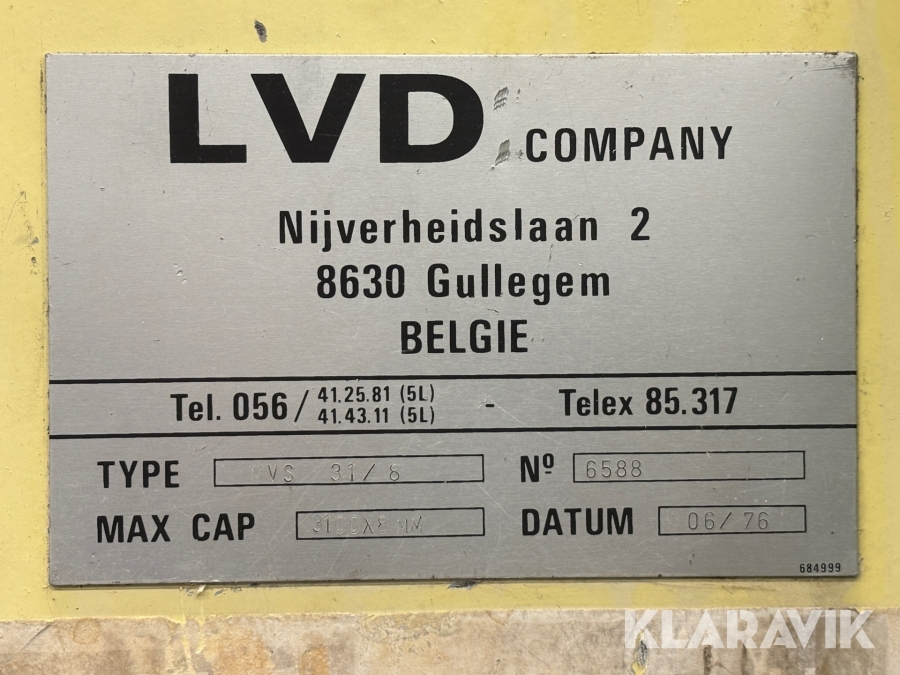 LVD COMPANY
Nijverheidslaan 2
8630 Gullegem
BELGIE
Tel. 056/ 41.25.81 (5L) - Telex 85.317
41.43.11 (5L)
TYPE VS 31/8 Nº 6588
MAX CAP MM DATUM 06/76
684999
KLARAVIK